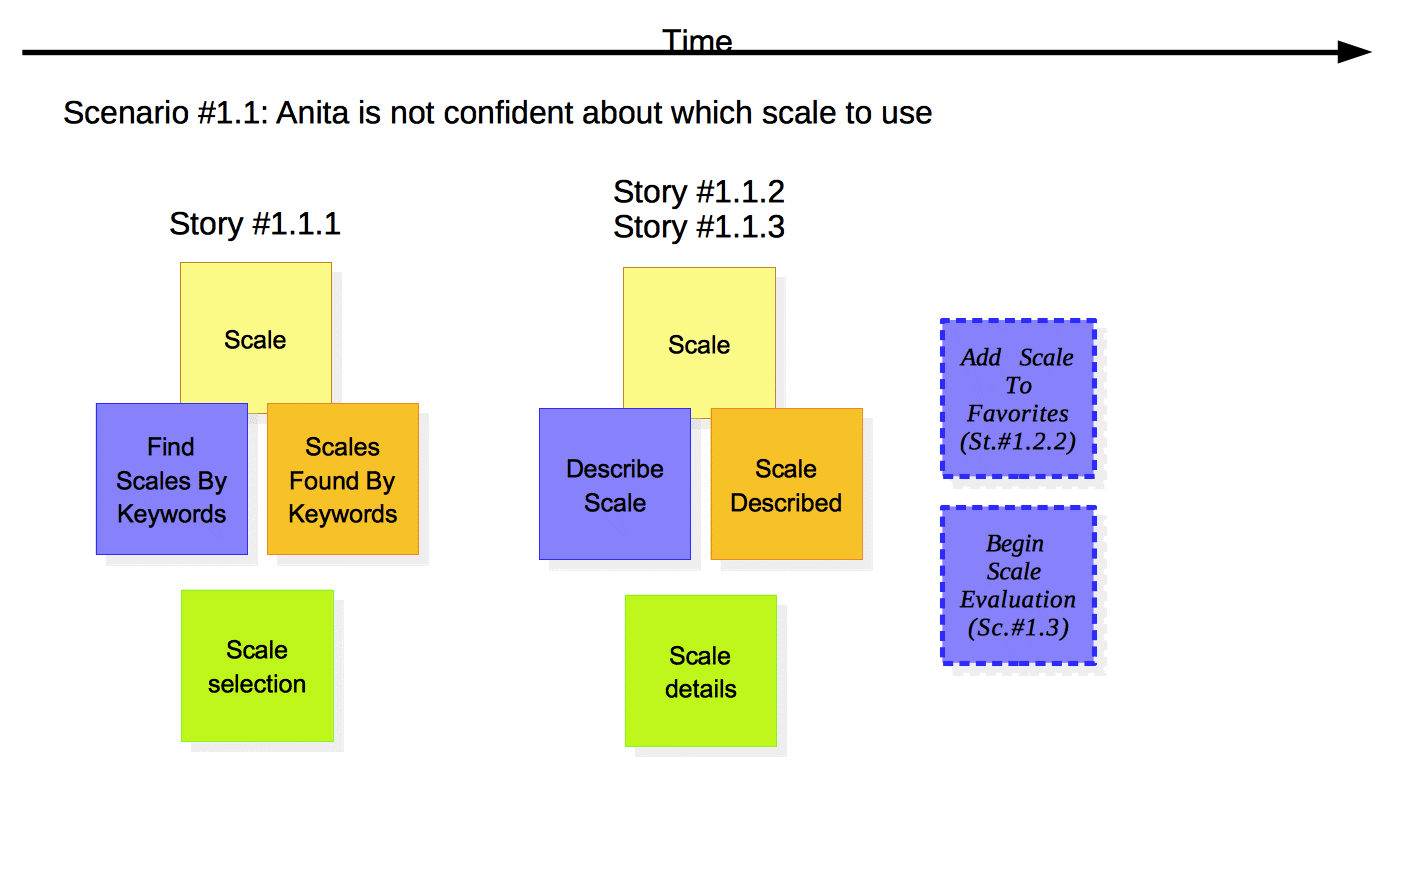 Time
Scenario #1.1: Anita is not confident about which scale to use
Story #1.1.1
Scale
Find
Scales By
Keywords
Scales
Found By
Keywords
Scale
selection
Story #1.1.2
Story #1.1.3
Scale
Describe
Scale
Scale
Described
Scale
details
Add Scale
To
Favorites
(St.#1.2.2)
Begin
Scale
Evaluation
(Sc.#1.3)